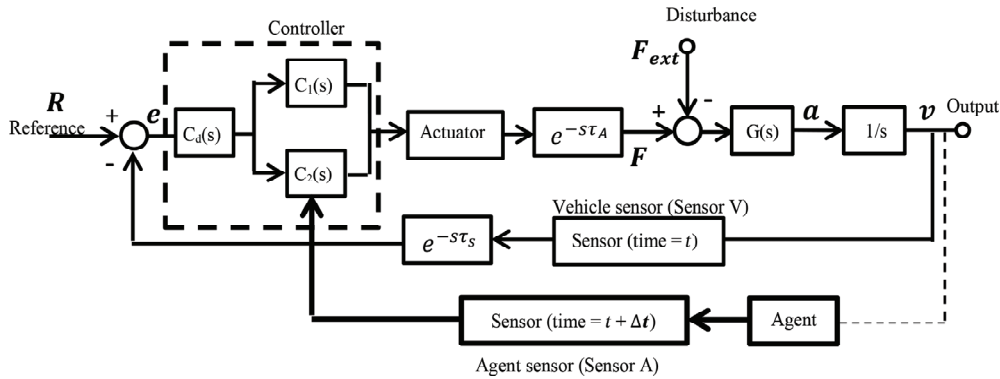 Controller
Disturbance
F_ext
R
Reference
+
-
e
C_d(s)
C_1(s)
C_2(s)
Actuator
e^{-sτ_A}
+
F
-
G(s)
a
1/s
v
Output
Vehicle sensor (Sensor V)
e^{-sτ_S}
Sensor (time = t)
Sensor (time = t + Δt)
Agent
Agent sensor (Sensor A)